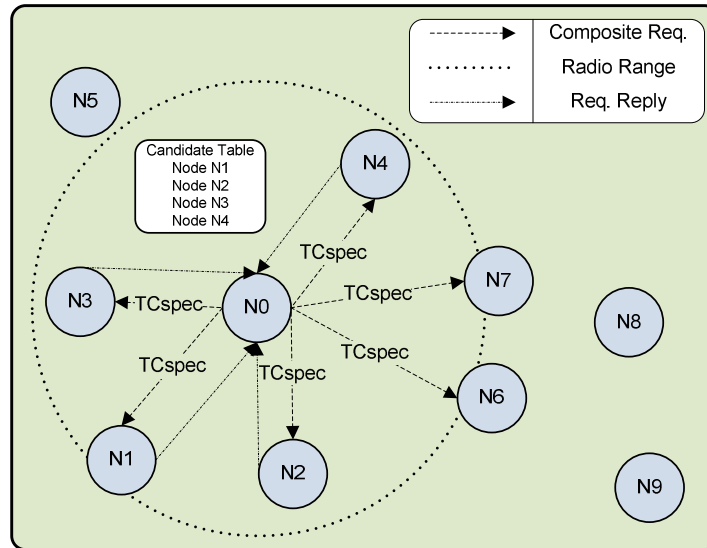 Composite Req.
Radio Range
Req. Reply
N5
Candidate Table
Node N1
Node N2
Node N3
Node N4
N4
TCspec
N7
TCspec
N3
TCspec
N0
N8
TCspec
TCspec
TCspec
N6
N1
N2
N9